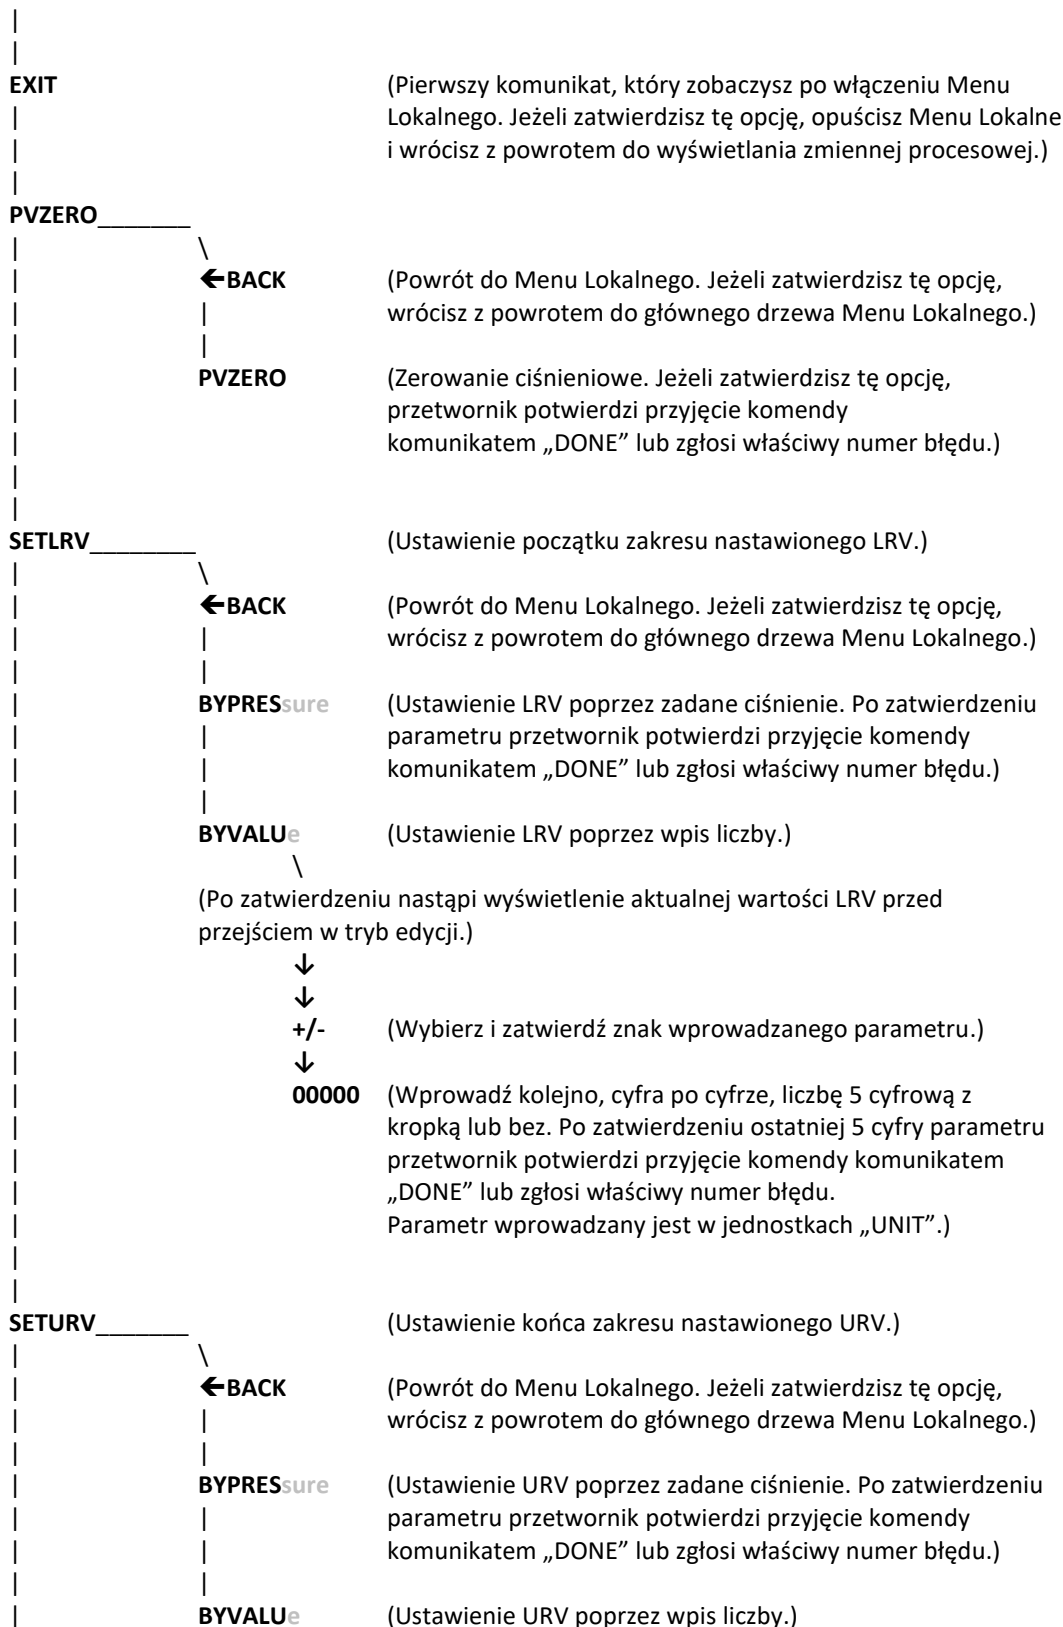 |
|
EXIT (Pierwszy komunikat, który zobaczysz po włączeniu Menu
| Lokalnego. Jeżeli zatwierdzisz tę opcję, opuścisz Menu Lokalne
| i wrócisz z powrotem do wyświetlania zmiennej procesowej.)
|
PVZERO_______
| \
| ←BACK (Powrót do Menu Lokalnego. Jeżeli zatwierdzisz tę opcję,
| | wrócisz z powrotem do głównego drzewa Menu Lokalnego.)
| |
| PVZERO (Zerowanie ciśnieniowe. Jeżeli zatwierdzisz tę opcję,
| przetwornik potwierdzi przyjęcie komendy
| komunikatem „DONE” lub zgłosi właściwy numer błędu.)
|
|
SETLRV________ (Ustawienie początku zakresu nastawionego LRV.)
| \
| ←BACK (Powrót do Menu Lokalnego. Jeżeli zatwierdzisz tę opcję,
| | wrócisz z powrotem do głównego drzewa Menu Lokalnego.)
| |
| BYPRESsure (Ustawienie LRV poprzez zadane ciśnienie. Po zatwierdzeniu
| | parametru przetwornik potwierdzi przyjęcie komendy
| | komunikatem „DONE” lub zgłosi właściwy numer błędu.)
| |
| BYVALUe (Ustawienie LRV poprzez wpis liczby.)
| \
| (Po zatwierdzeniu nastąpi wyświetlenie aktualnej wartości LRV przed
| przejściem w tryb edycji.)
| ↓
| ↓
| +/- (Wybierz i zatwierdź znak wprowadzanego parametru.)
| ↓
| 00000 (Wprowadź kolejno, cyfra po cyfrze, liczbę 5 cyfrową z
| kropką lub bez. Po zatwierdzeniu ostatniej 5 cyfry parametru
| przetwornik potwierdzi przyjęcie komendy komunikatem
| „DONE” lub zgłosi właściwy numer błędu.
| Parametr wprowadzany jest w jednostkach „UNIT”.)
|
|
SETURV_______ (Ustawienie końca zakresu nastawionego URV.)
| \
| ←BACK (Powrót do Menu Lokalnego. Jeżeli zatwierdzisz tę opcję,
| | wrócisz z powrotem do głównego drzewa Menu Lokalnego.)
| |
| BYPRESsure (Ustawienie URV poprzez zadane ciśnienie. Po zatwierdzeniu
| | parametru przetwornik potwierdzi przyjęcie komendy
| | komunikatem „DONE” lub zgłosi właściwy numer błędu.)
| |
| BYVALUe (Ustawienie URV poprzez wpis liczby.)